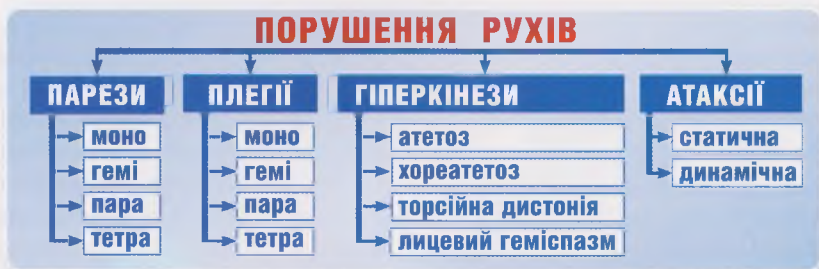 ПОРУШЕННЯ РУХІВ
ПАРЕЗИ
моно
гемі
пара
тетра
ПЛЕГІЇ
моно
гемі
пара
тетра
ГІПЕРКІНЕЗИ
атетоз
хореатетоз
торсійна дистонія
лицевий геміспазм
АТАКСІЇ
статична
динамічна